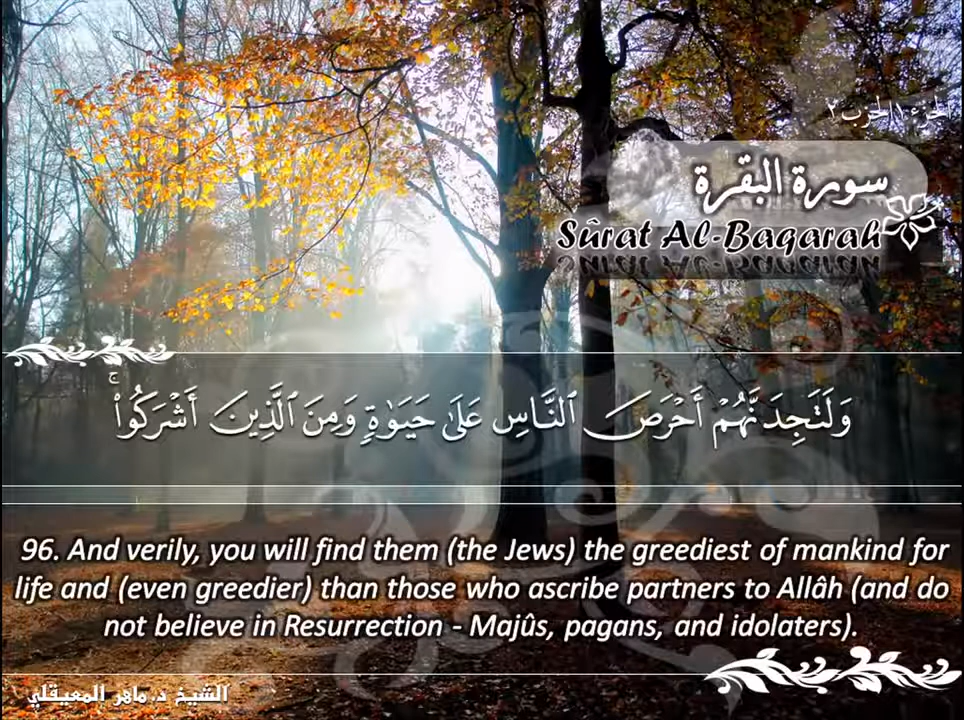 الجزء ١ الحزب ٢
سورة البقرة
Sûrat Al-Baqarah
وَلَتَجِدَنَّهُمْ أَحْرَصَ ٱلنَّاسِ عَلَىٰ حَيَوٰةٍ وَمِنَ ٱلَّذِينَ أَشْرَكُوا۟ ۚ
96. And verily, you will find them (the Jews) the greediest of mankind for
life and (even greedier) than those who ascribe partners to Allâh (and do
not believe in Resurrection - Majûs, pagans, and idolaters).
الشيخ د. ماهر المعيقلي